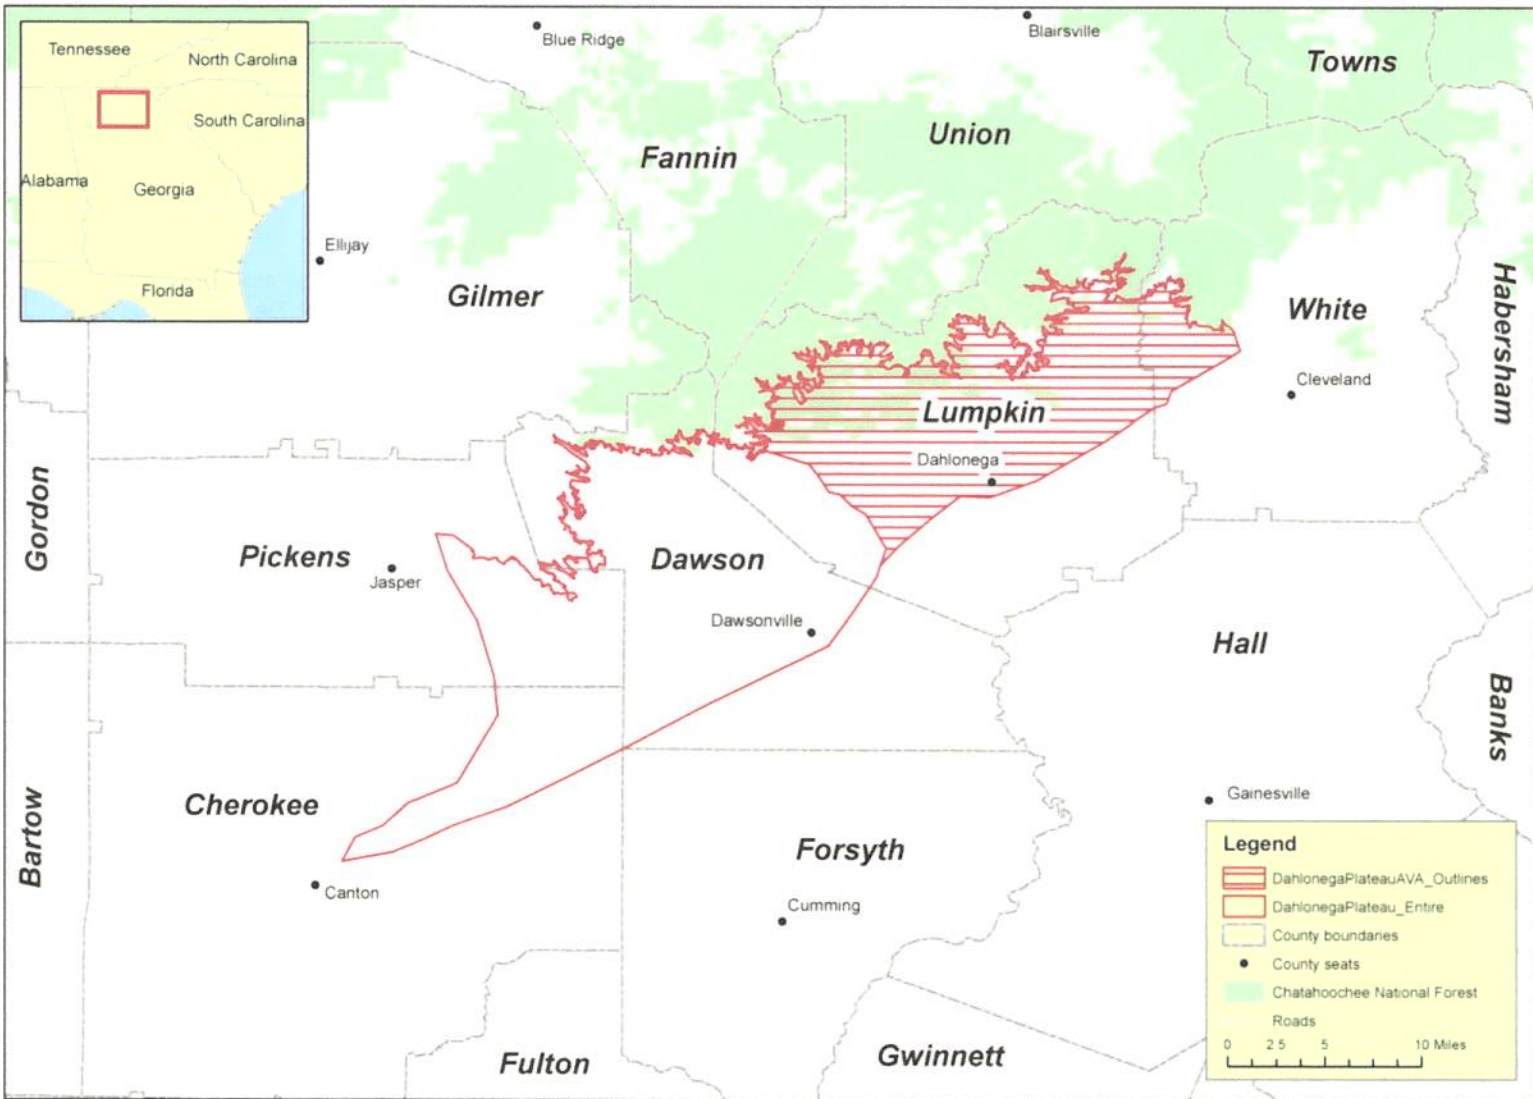 Tennessee
North Carolina
South Carolina
Alabama
Georgia
Florida
Blue Ridge
Blairsville
Towns
Union
Fannin
Ellijay
Gilmer
White
Habersham
Cleveland
Lumpkin
Dahlonega
Gordon
Pickens
Jasper
Dawson
Dawsonville
Hall
Banks
Bartow
Cherokee
Canton
Forsyth
Cumming
Gainesville
Fulton
Gwinnett
Legend
DahlonegaPlateauAVA_Outlines
DahlonegaPlateau_Entire
County boundaries
County seats
Chatahoochee National Forest
Roads
0 2.5 5 10 Miles